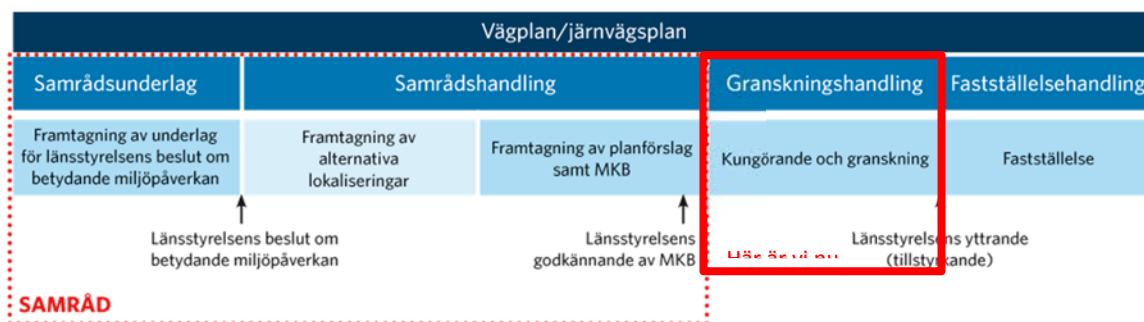 Vägplan/järnvägsplan
Samrådsunderlag
Samrådshandling
Granskningshandling
Fastställelsehandling
Framtagning av underlag
för länsstyrelsens beslut om
betydande miljöpåverkan
Framtagning av
alternativa
lokaliseringar
Framtagning av planförslag
samt MKB
Kungörande och granskning
Fastställelse
Länsstyrelsens beslut om
betydande miljöpåverkan
Länsstyrelsens
godkännande av MKB
Här är vi nu
Länsstyrelsens yttrande
(tillstyrkande)
SAMRÅD